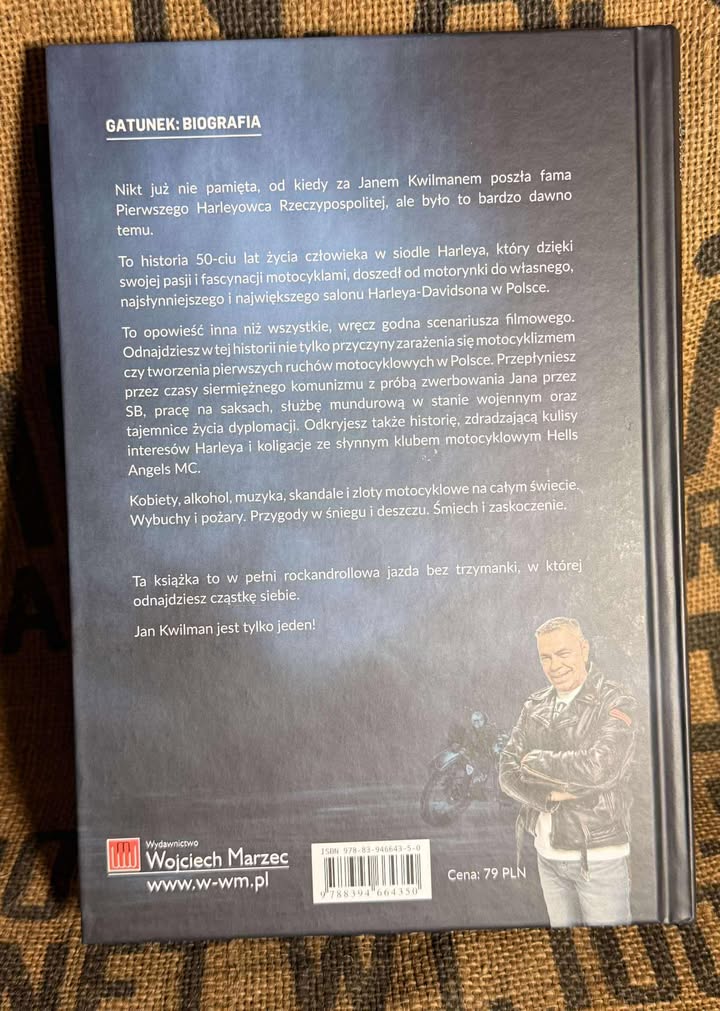 GATUNEK: BIOGRAFIA
Nikt już nie pamięta, od kiedy za Janem Kwilmanem poszła fama
Pierwszego Harleyowca Rzeczypospolitej, ale było to bardzo dawno
temu.
To historia 50-ciu lat życia człowieka w siodle Harleya, który dzięki
swojej pasji i fascynacji motocyklami, doszedł od motorynki do własnego,
najsłynniejszego i największego salonu Harleya-Davidsona w Polsce.
To opowieść inna niż wszystkie, wręcz godna scenariusza filmowego.
Odnajdziesz w tej historii nie tylko przyczyny zarażenia się motocyklizmem
czy tworzenia pierwszych ruchów motocyklowych w Polsce. Przepłyniesz
przez czasy siermiężnego komunizmu z próbą zwerbowania Jana przez
SB, pracę na saksach, służbę mundurową w stanie wojennym oraz
tajemnice życia dyplomacji. Odkryjesz także historię, zdradzającą kulisy
interesów Harleya i koligacje ze słynnym klubem motocyklowym Hells
Angels MC.
Kobiety, alkohol, muzyka, skandale i zloty motocyklowe na całym świecie.
Wybuchy i pożary. Przygody w śniegu i deszczu. Śmiech i zaskoczenie.
Ta książka to w pełni rockandrollowa jazda bez trzymanki, w której
odnajdziesz cząstkę siebie.
Jan Kwilman jest tylko jeden!
Wydawnictwo
Wojciech Marzec
www.w-wm.pl
ISBN 978-83-946643-5-0
9 788394 664350
Cena: 79 PLN